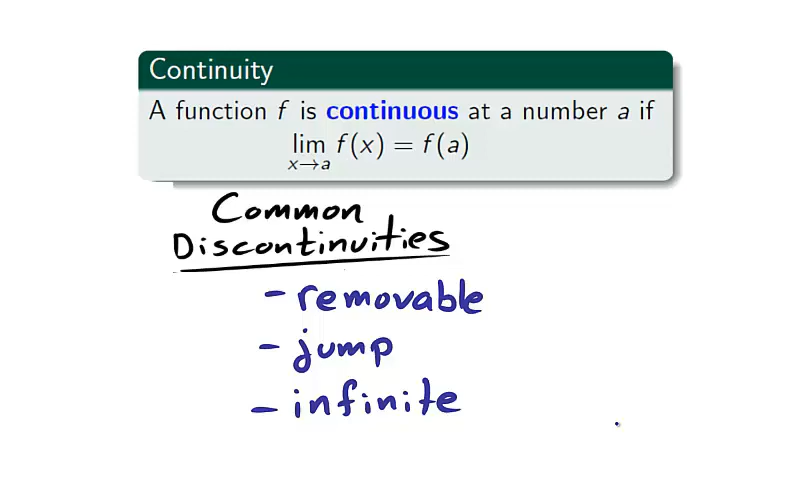 Continuity
A function f is continuous at a number a if
lim f(x) = f(a)
x→a
Common
Discontinuities
- removable
- jump
- infinite